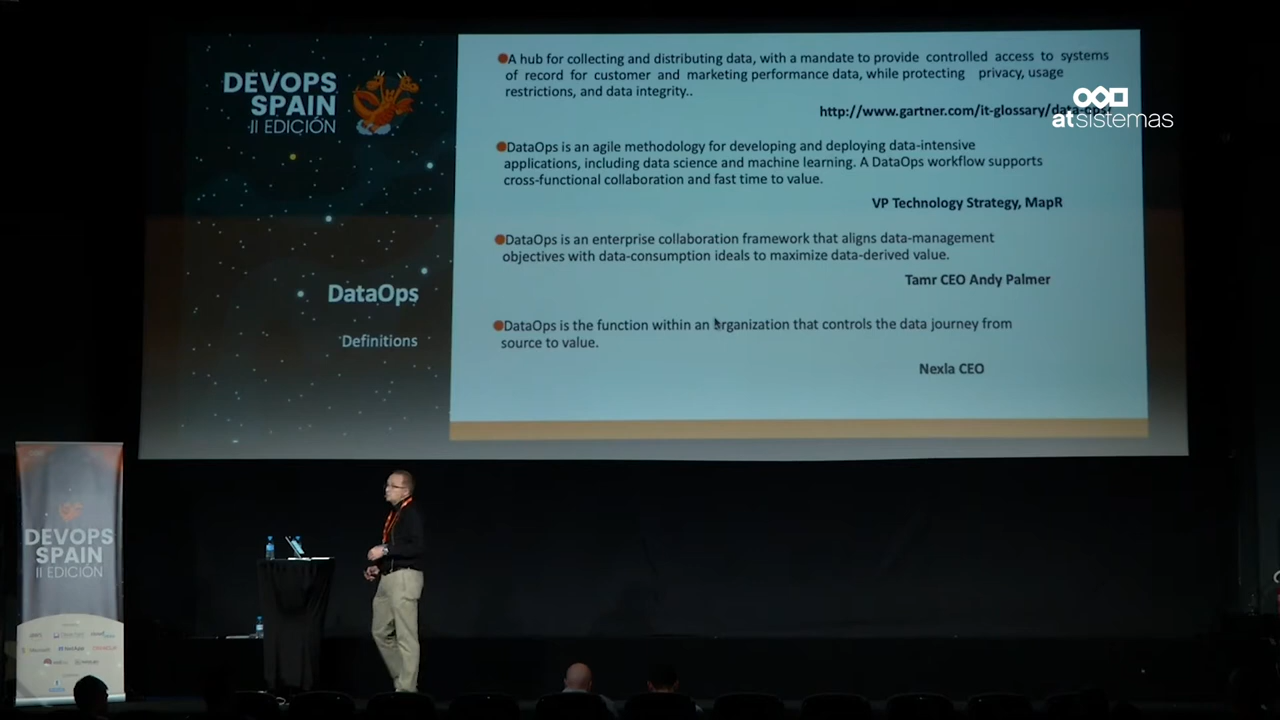 DEVOPS
SPAIN
II EDICIÓN
DataOps
Definitions
A hub for collecting and distributing data, with a mandate to provide controlled access to systems
of record for customer and marketing performance data, while protecting privacy, usage
restrictions, and data integrity..
http://www.gartner.com/it-glossary/data-ops/
atsistemas
DataOps is an agile methodology for developing and deploying data-intensive
applications, including data science and machine learning. A DataOps workflow supports
cross-functional collaboration and fast time to value.
VP Technology Strategy, MapR
DataOps is an enterprise collaboration framework that aligns data-management
objectives with data-consumption ideals to maximize data-derived value.
Tamr CEO Andy Palmer
DataOps is the function within an organization that controls the data journey from
source to value.
Nexla CEO
DEVOPS
SPAIN
II EDICIÓN